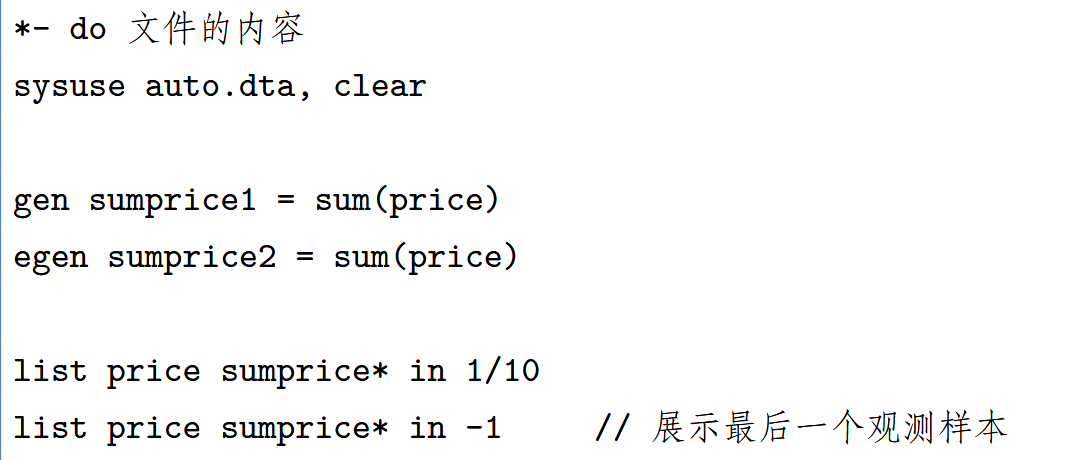 *- do 文件的内容
sysuse auto.dta, clear
gen sumprice1 = sum(price)
egen sumprice2 = sum(price)
list price sumprice* in 1/10
list price sumprice* in -1 // 展示最后一个观测样本